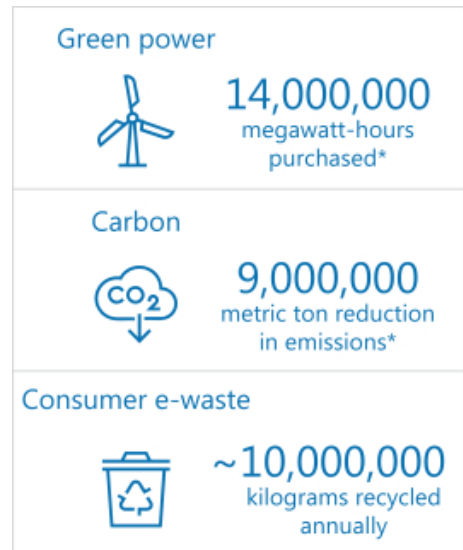 Green power
14,000,000
megawatt-hours
purchased*
Carbon
CO2
9,000,000
metric ton reduction
in emissions*
Consumer e-waste
~10,000,000
kilograms recycled
annually